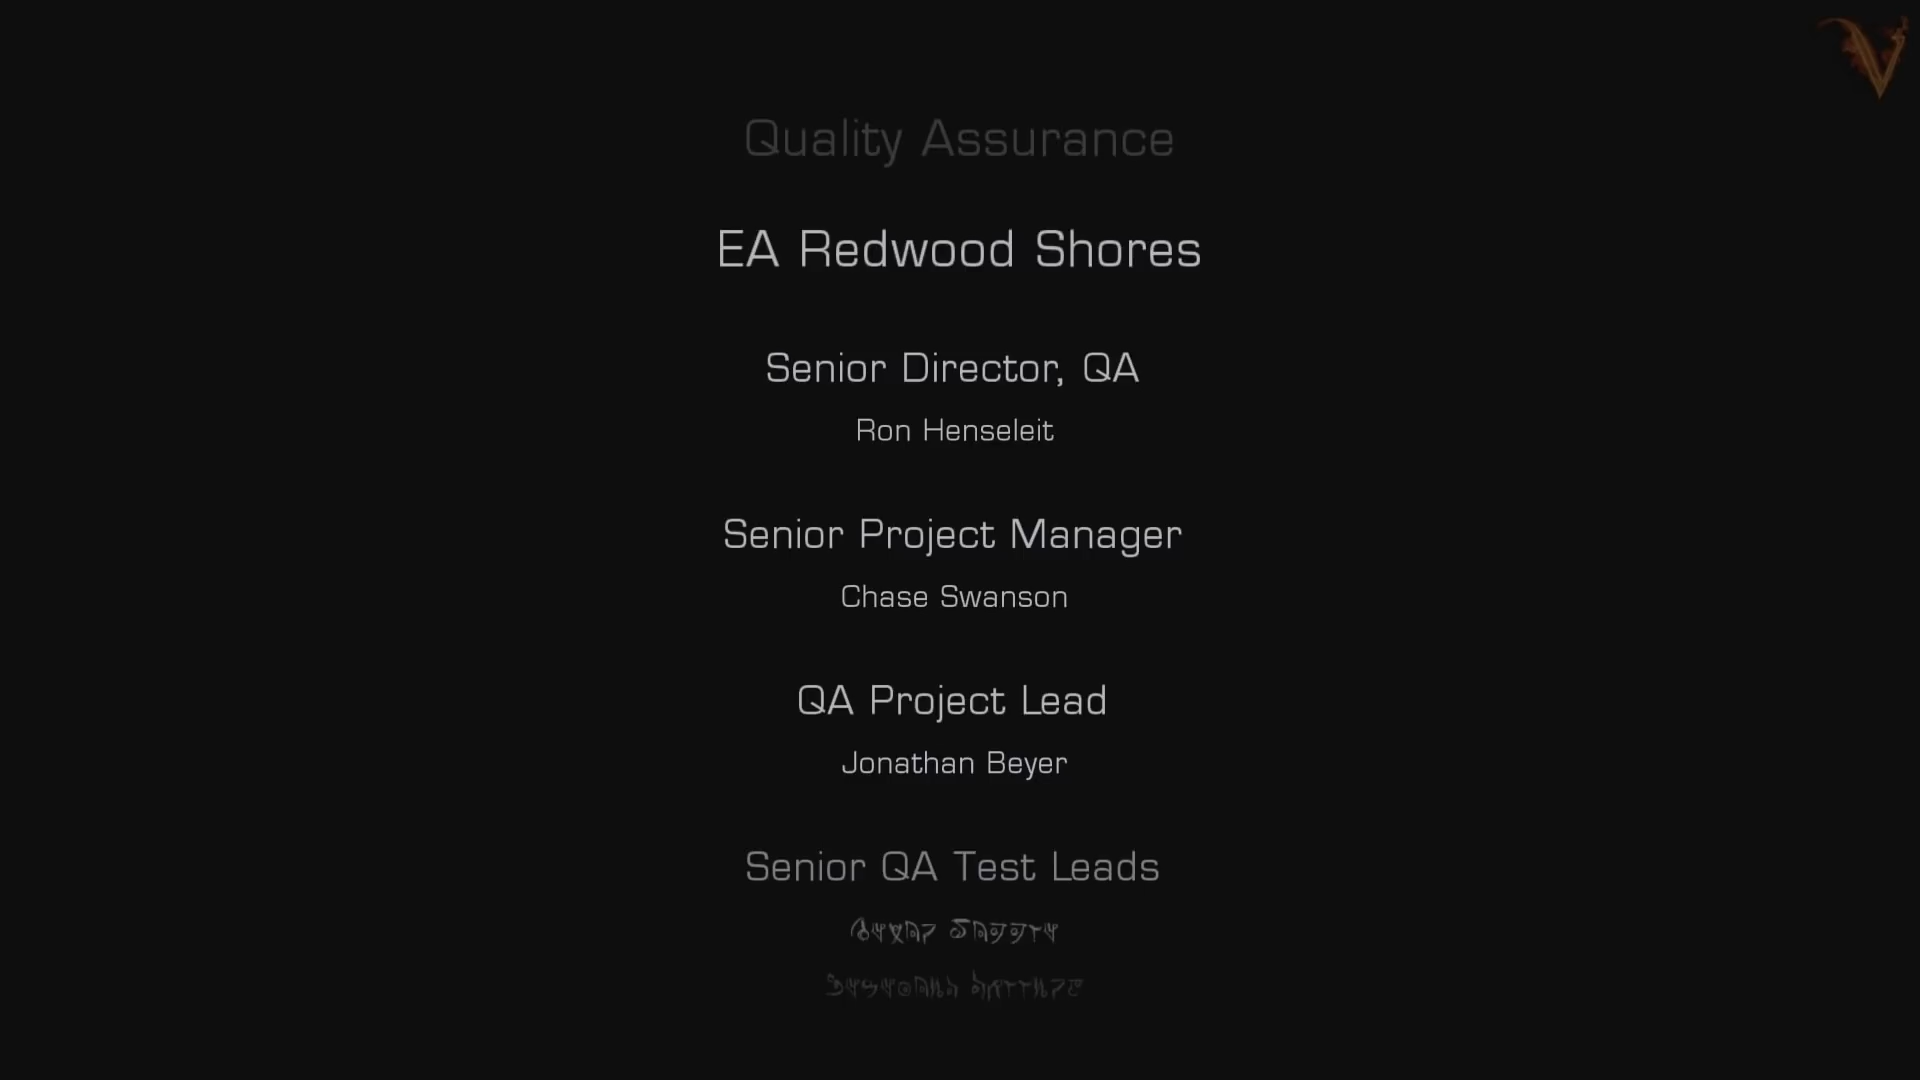 Quality Assurance
EA Redwood Shores
Senior Director, QA
Ron Henseleit
Senior Project Manager
Chase Swanson
QA Project Lead
Jonathan Beyer
Senior QA Test Leads